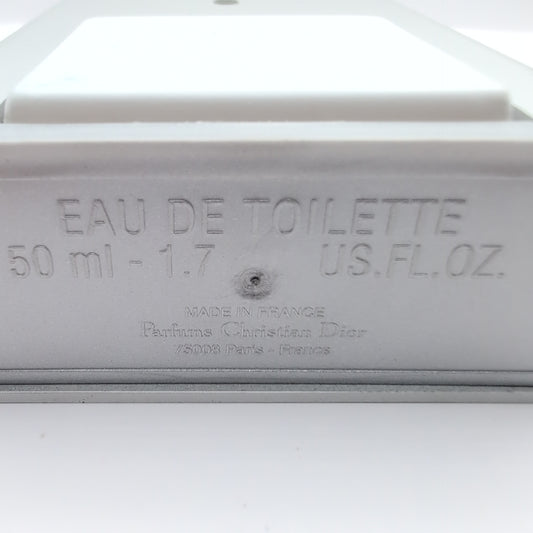 EAU DE TOILETTE
50 ml - 1.7 US.FL.OZ.
MADE IN FRANCE
Parfums Christian Dior
75008 Paris - France